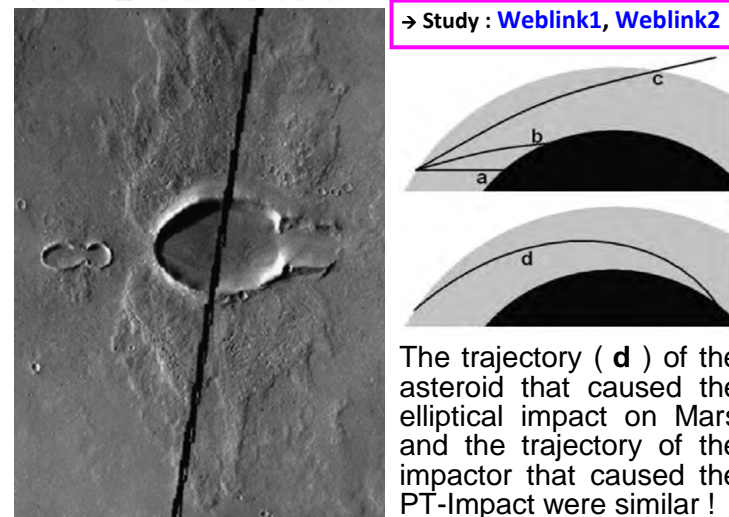 → Study : Weblink1, Weblink2
c
b
a
d
The trajectory ( d ) of the
asteroid that caused the
elliptical impact on Mars
and the trajectory of the
impactor that caused the
PT-Impact were similar !